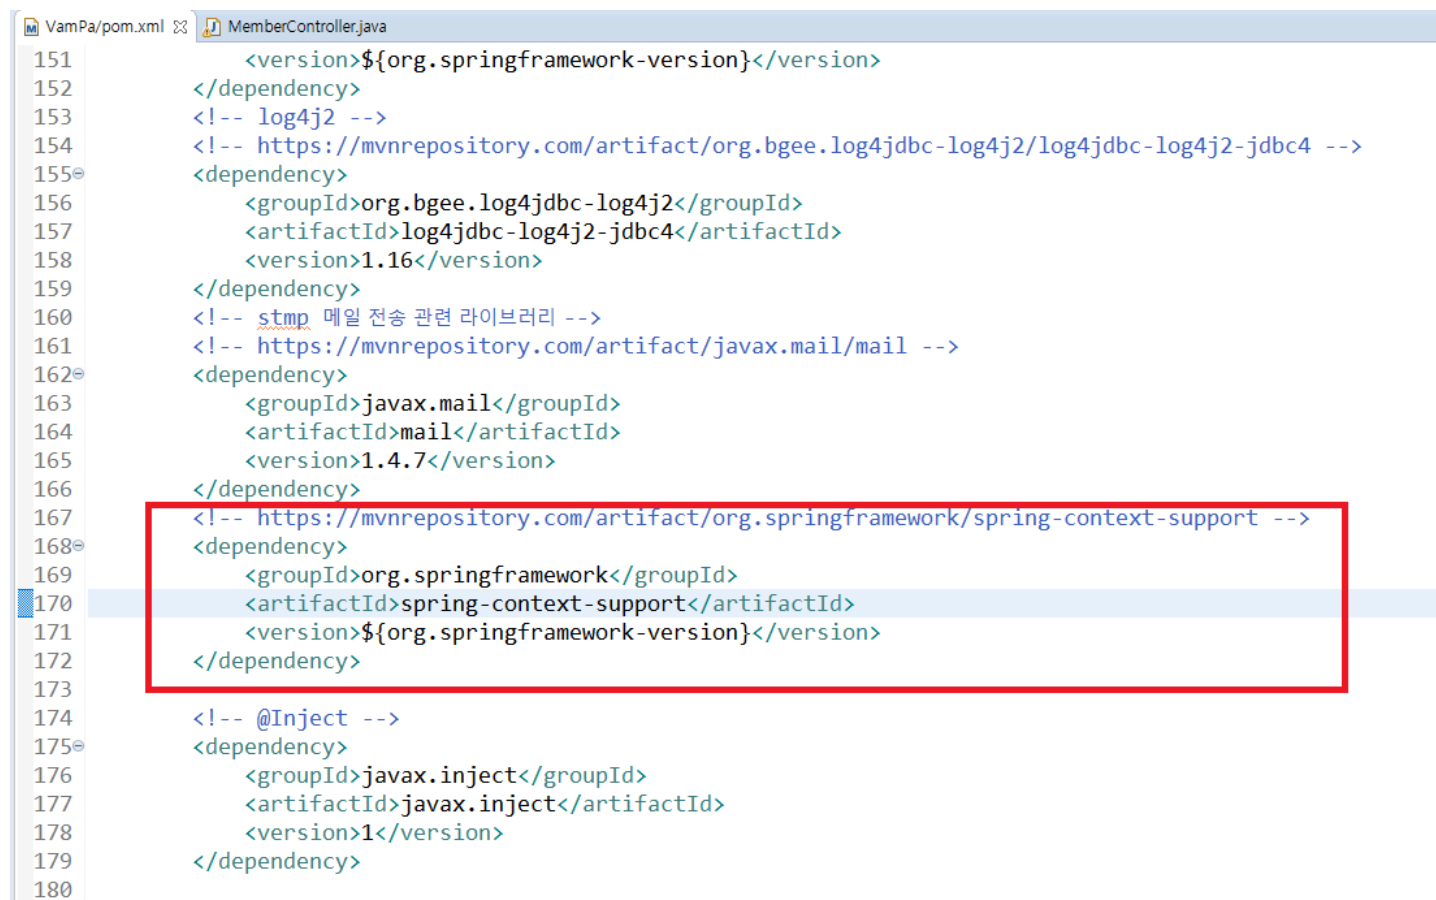 VamPa/pom.xml MemberController.java
151 <version>${org.springframework-version}</version>
152 </dependency>
153 <!-- log4j2 -->
154 <!-- https://mvnrepository.com/artifact/org.bgee.log4jdbc-log4j2/log4jdbc-log4j2-jdbc4 -->
155 <dependency>
156 <groupId>org.bgee.log4jdbc-log4j2</groupId>
157 <artifactId>log4jdbc-log4j2-jdbc4</artifactId>
158 <version>1.16</version>
159 </dependency>
160 <!-- stmp 메일 전송 관련 라이브러리 -->
161 <!-- https://mvnrepository.com/artifact/javax.mail/mail -->
162 <dependency>
163 <groupId>javax.mail</groupId>
164 <artifactId>mail</artifactId>
165 <version>1.4.7</version>
166 </dependency>
167 <!-- https://mvnrepository.com/artifact/org.springframework/spring-context-support -->
168 <dependency>
169 <groupId>org.springframework</groupId>
170 <artifactId>spring-context-support</artifactId>
171 <version>${org.springframework-version}</version>
172 </dependency>
173
174 <!-- @Inject -->
175 <dependency>
176 <groupId>javax.inject</groupId>
177 <artifactId>javax.inject</artifactId>
178 <version>1</version>
179 </dependency>
180